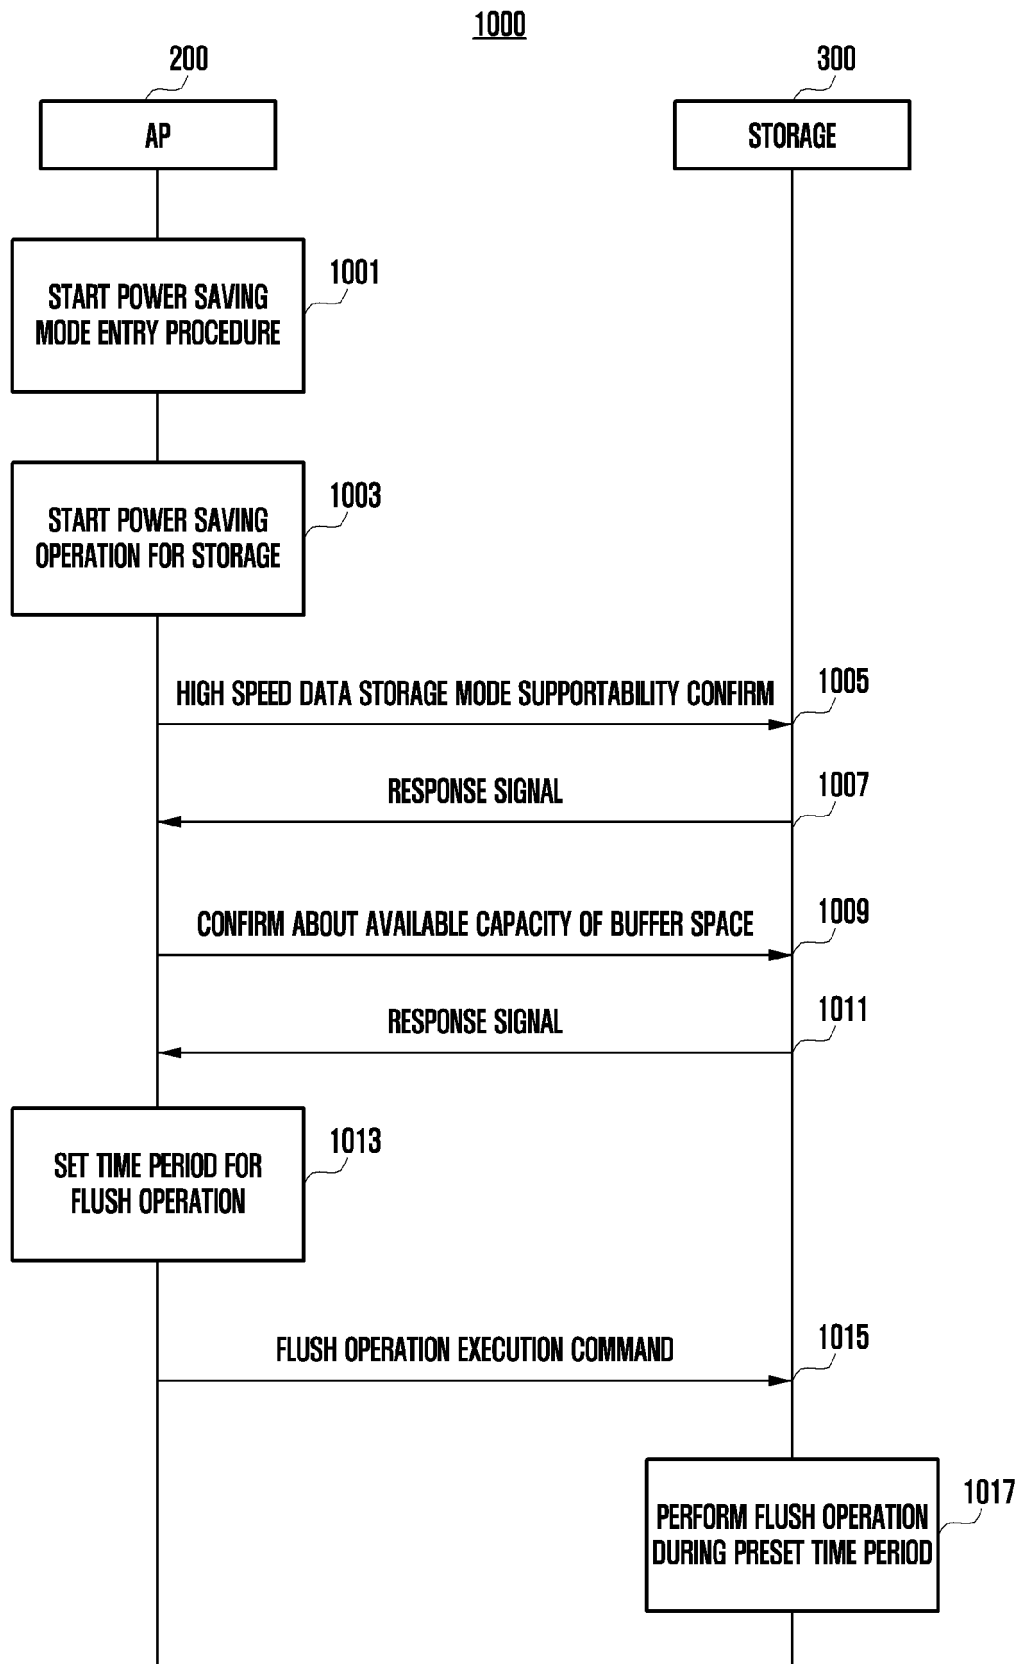 1000
200
300
AP
STORAGE
1001
START POWER SAVING
MODE ENTRY PROCEDURE
1003
START POWER SAVING
OPERATION FOR STORAGE
1005
HIGH SPEED DATA STORAGE MODE SUPPORTABILITY CONFIRM
1007
RESPONSE SIGNAL
1009
CONFIRM ABOUT AVAILABLE CAPACITY OF BUFFER SPACE
1011
RESPONSE SIGNAL
1013
SET TIME PERIOD FOR
FLUSH OPERATION
1015
FLUSH OPERATION EXECUTION COMMAND
1017
PERFORM FLUSH OPERATION
DURING PRESET TIME PERIOD